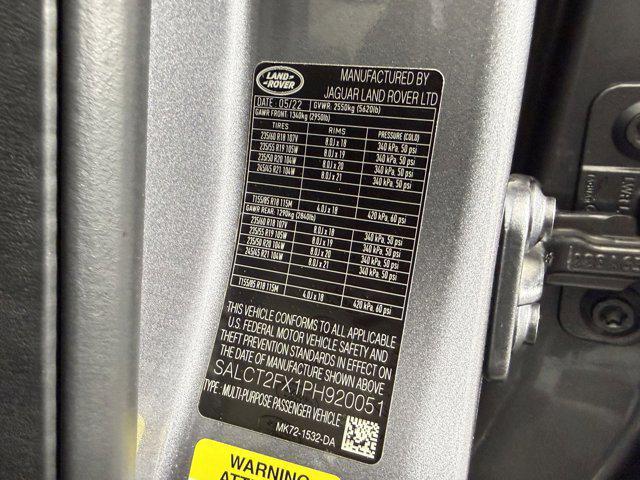 LAND
ROVER
MANUFACTURED BY
JAGUAR LAND ROVER LTD
DATE: 05/22 GVWR: 2550kg (5620lb)
GAWR FRONT: 1340kg (2950lb)
TIRES RIMS PRESSURE (COLD)
235/60 R18 107V 8.0J x 18 340 kPa, 50 psi
235/55 R19 105W 8.0J x 19 340 kPa, 50 psi
235/50 R20 104W 8.0J x 20 340 kPa, 50 psi
245/45 R21 104W 8.0J x 21 340 kPa, 50 psi
T155/85 R18 115M 4.0J x 18 420 kPa, 60 psi
GAWR REAR: 1290kg (2840lb)
235/60 R18 107V 8.0J x 18 340 kPa, 50 psi
235/55 R19 105W 8.0J x 19 340 kPa, 50 psi
235/50 R20 104W 8.0J x 20 340 kPa, 50 psi
245/45 R21 104W 8.0J x 21 340 kPa, 50 psi
T155/85 R18 115M 4.0J x 18 420 kPa, 60 psi
THIS VEHICLE CONFORMS TO ALL APPLICABLE
U.S. FEDERAL MOTOR VEHICLE SAFETY AND
THEFT PREVENTION STANDARDS IN EFFECT ON
THE DATE OF MANUFACTURE SHOWN ABOVE
SALCT2FX1PH920051
TYPE: MULTI-PURPOSE PASSENGER VEHICLE
MK72-1532-DA
WARNING